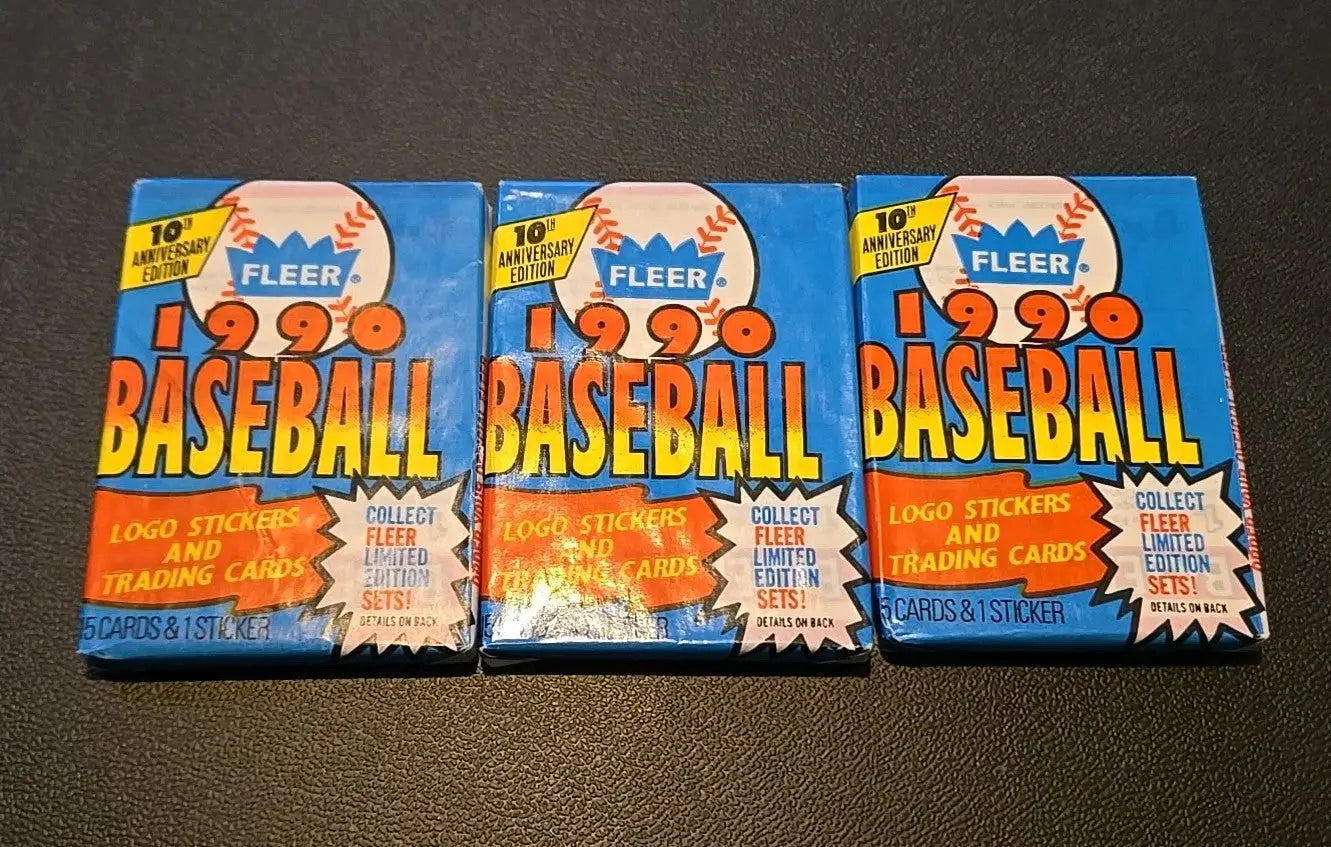 10TH
ANNIVERSARY
EDITION
FLEER®
1990
BASEBALL
LOGO STICKERS
AND
TRADING CARDS
COLLECT
FLEER
LIMITED
EDITION
SETS!
DETAILS ON BACK
5 CARDS & 1 STICKER
10TH
ANNIVERSARY
EDITION
FLEER®
1990
BASEBALL
LOGO STICKERS
AND
TRADING CARDS
COLLECT
FLEER
LIMITED
EDITION
SETS!
DETAILS ON BACK
10TH
ANNIVERSARY
EDITION
FLEER®
1990
BASEBALL
LOGO STICKERS
AND
TRADING CARDS
COLLECT
FLEER
LIMITED
EDITION
SETS!
DETAILS ON BACK
5 CARDS & 1 STICKER